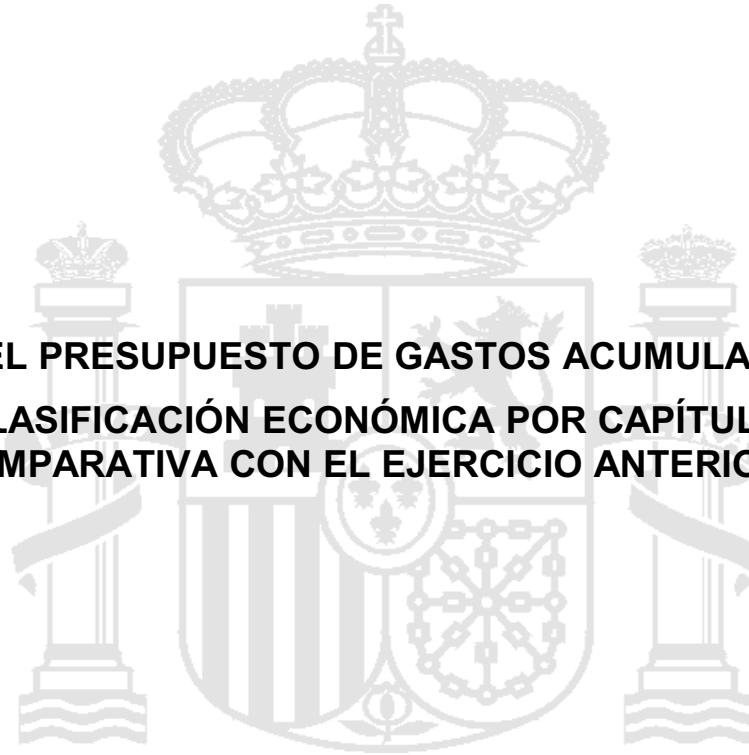 EL PRESUPUESTO DE GASTOS ACUMULA
LASIFICACIÓN ECONÓMICA POR CAPÍTUL
MPARATIVA CON EL EJERCICIO ANTERIO